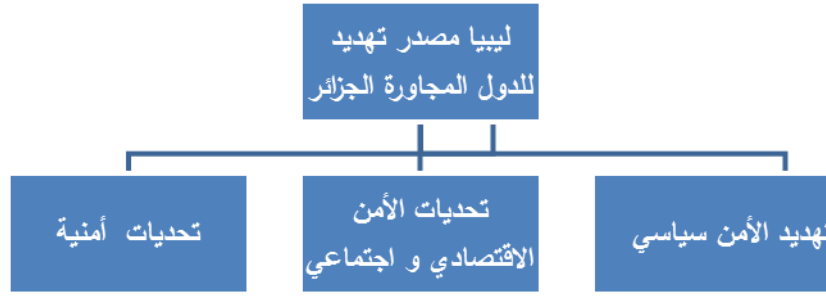 ليبيا مصدر تهديد
للدول المجاورة الجزائر
تهديد الأمن سياسي
تحديات الأمن
الاقتصادي و اجتماعي
تحديات أمنية